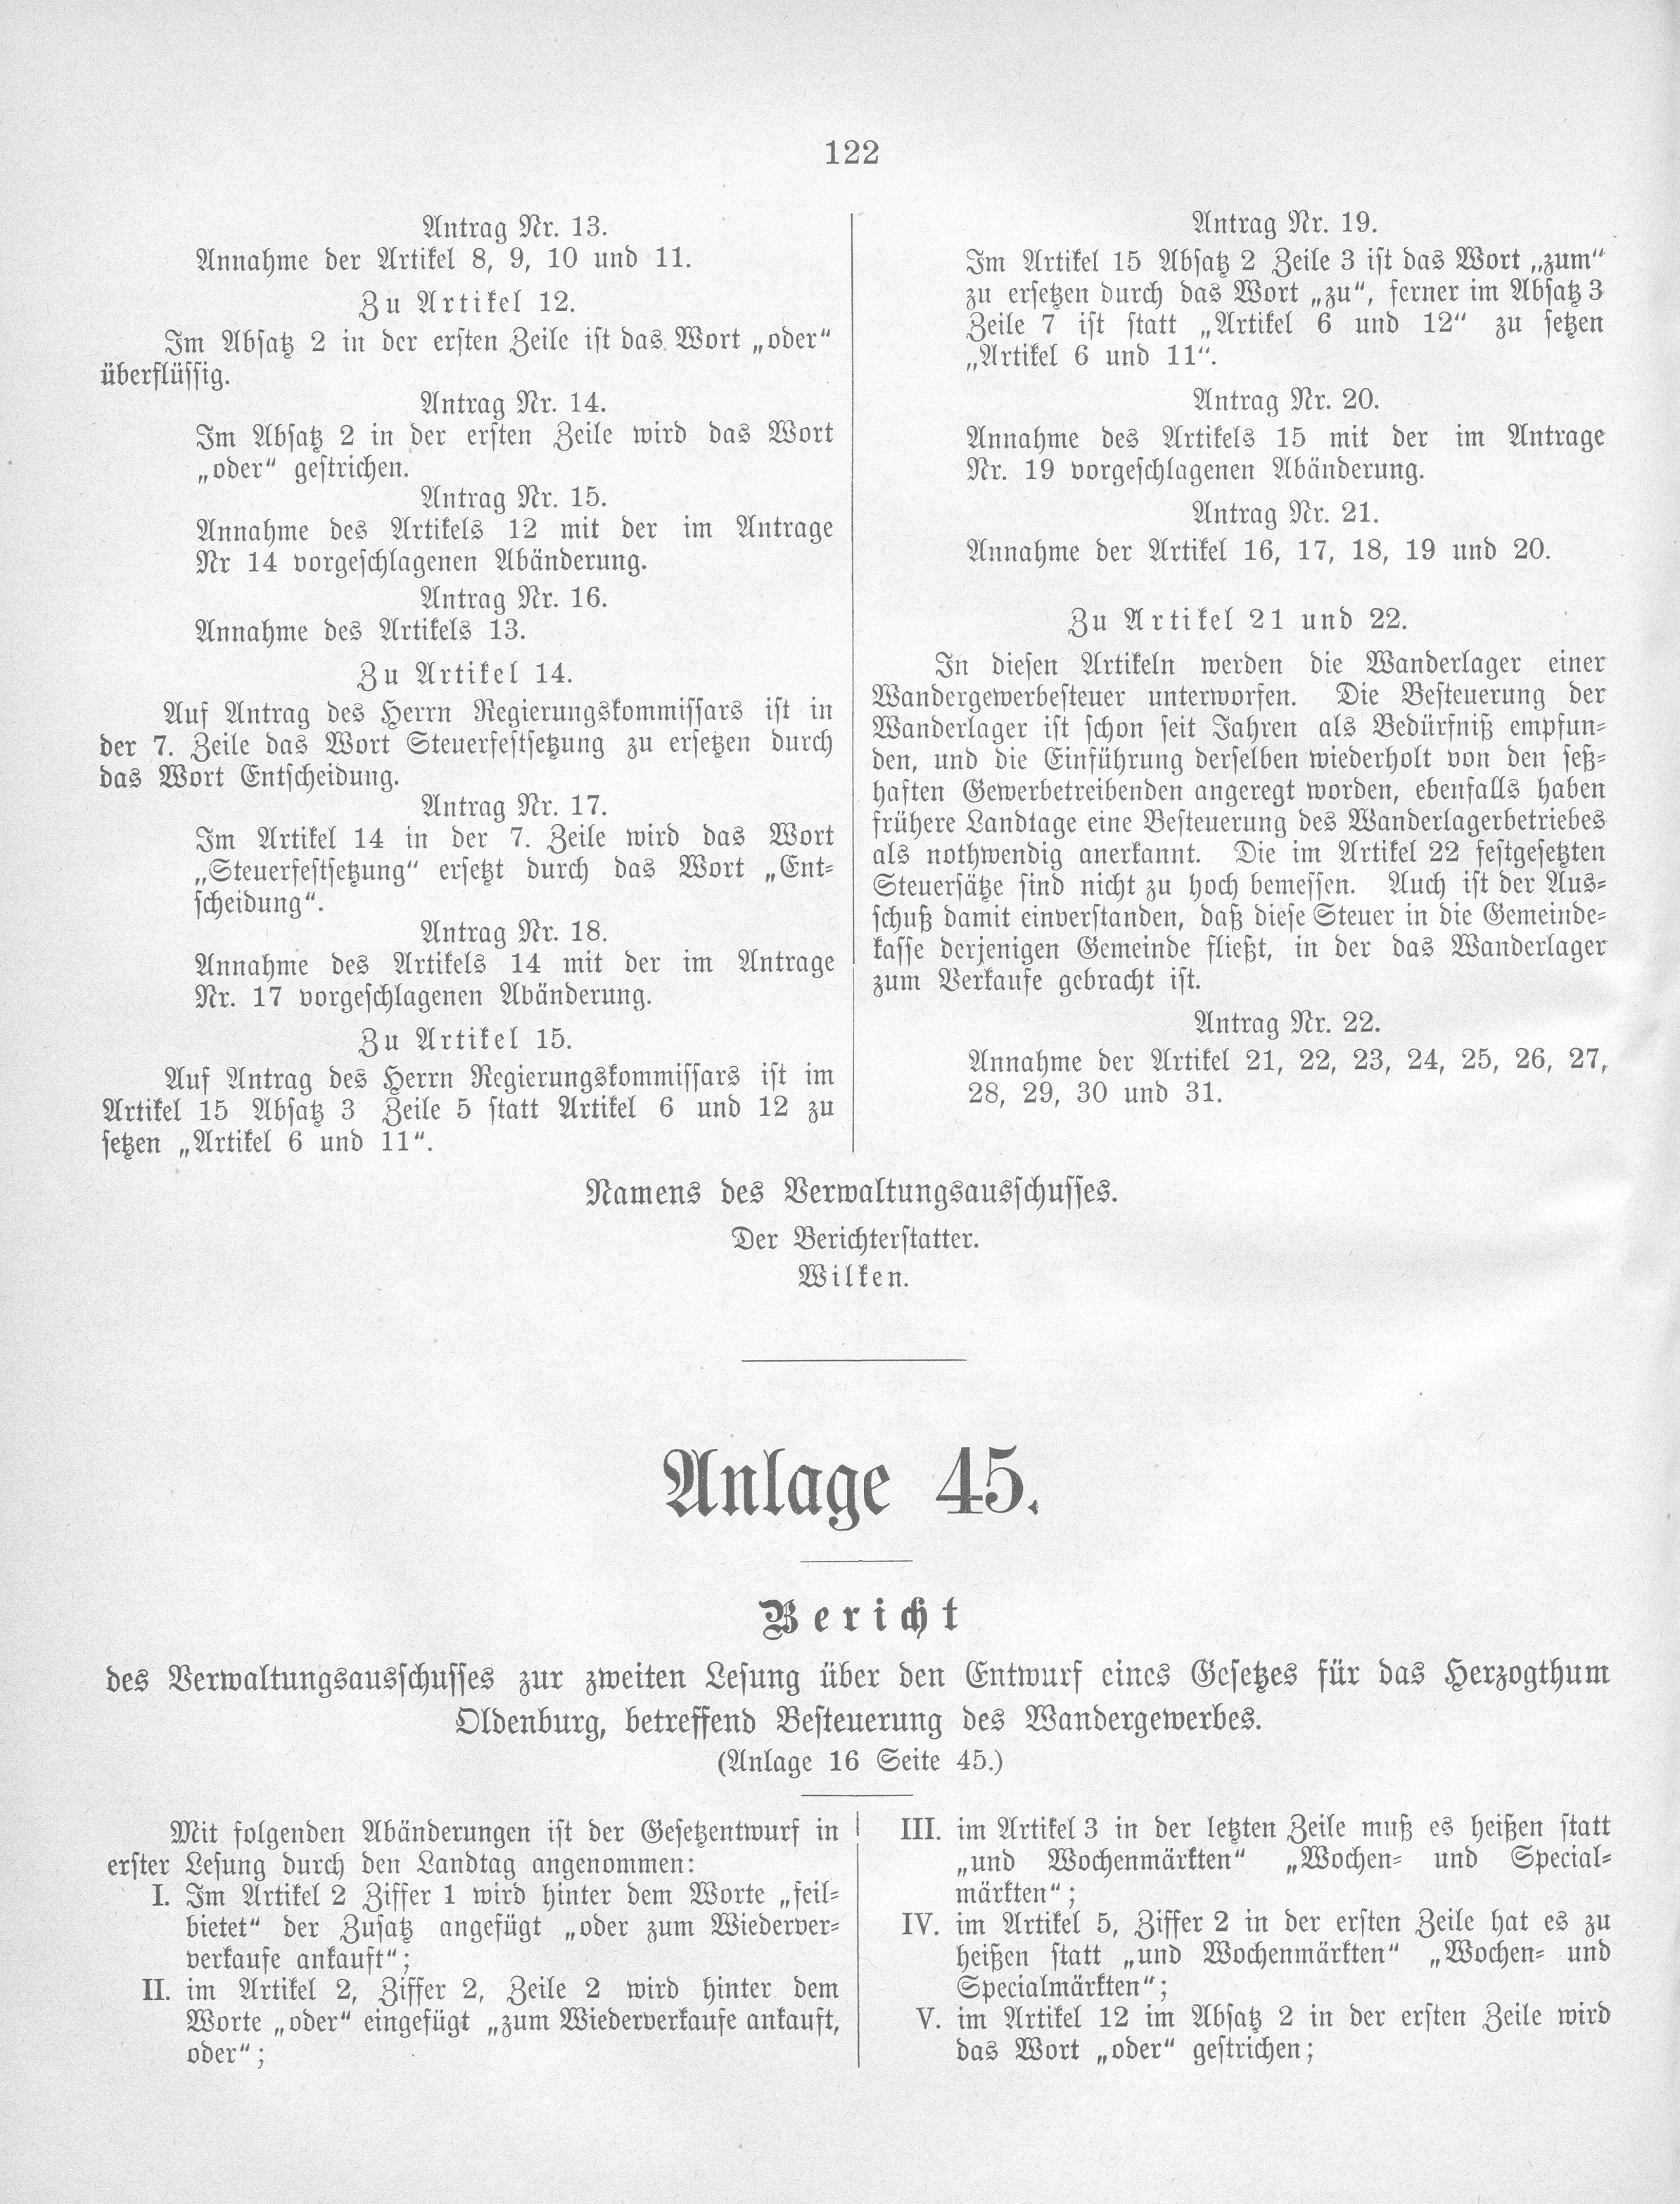 122
Antrag Nr. 13.
Annahme der Artikel 8, 9, 10 und 11.
Zu Artikel 12.
Im Absatz 2 in der ersten Zeile ist das Wort „oder“
überflüssig.
Antrag Nr. 14.
Im Absatz 2 in der ersten Zeile wird das Wort
„oder“ gestrichen.
Antrag Nr. 15.
Annahme des Artikels 12 mit der im Antrage
Nr 14 vorgeschlagenen Abänderung.
Antrag Nr. 16.
Annahme des Artikels 13.
Zu Artikel 14.
Auf Antrag des Herrn Regierungskommissars ist in
der 7. Zeile das Wort Steuerfestsetzung zu ersetzen durch
das Wort Entscheidung.
Antrag Nr. 17.
Im Artikel 14 in der 7. Zeile wird das Wort
„Steuerfestsetzung“ ersetzt durch das Wort „Ent-
scheidung“.
Antrag Nr. 18.
Annahme des Artikels 14 mit der im Antrage
Nr. 17 vorgeschlagenen Abänderung.
Zu Artikel 15.
Auf Antrag des Herrn Regierungskommissars ist im
Artikel 15 Absatz 3 Zeile 5 statt Artikel 6 und 12 zu
setzen „Artikel 6 und 11“.
Antrag Nr. 19.
Im Artikel 15 Absatz 2 Zeile 3 ist das Wort „zum“
zu ersetzen durch das Wort „zu“, ferner im Absatz 3
Zeile 7 ist statt „Artikel 6 und 12“ zu setzen
„Artikel 6 und 11“.
Antrag Nr. 20.
Annahme des Artikels 15 mit der im Antrage
Nr. 19 vorgeschlagenen Abänderung.
Antrag Nr. 21.
Annahme der Artikel 16, 17, 18, 19 und 20.
Zu Artikel 21 und 22.
In diesen Artikeln werden die Wanderlager einer
Wandergewerbesteuer unterworfen. Die Besteuerung der
Wanderlager ist schon seit Jahren als Bedürfniß empfun-
den, und die Einführung derselben wiederholt von den seß-
haften Gewerbetreibenden angeregt worden, ebenfalls haben
frühere Landtage eine Besteuerung des Wanderlagerbetriebes
als nothwendig anerkannt. Die im Artikel 22 festgesetzten
Steuersätze sind nicht zu hoch bemessen. Auch ist der Aus-
schuß damit einverstanden, daß diese Steuer in die Gemeinde-
kasse derjenigen Gemeinde fließt, in der das Wanderlager
zum Verkaufe gebracht ist.
Antrag Nr. 22.
Annahme der Artikel 21, 22, 23, 24, 25, 26, 27,
28, 29, 30 und 31.
Namens des Verwaltungsausschusses.
Der Berichterstatter.
Wilken.
Anlage 45.
Bericht
des Verwaltungsausschusses zur zweiten Lesung über den Entwurf eines Gesetzes für das Herzogthum
Oldenburg, betreffend Besteuerung des Wandergewerbes.
(Anlage 16 Seite 45.)
Mit folgenden Abänderungen ist der Gesetzentwurf in
erster Lesung durch den Landtag angenommen:
I. Im Artikel 2 Ziffer 1 wird hinter dem Worte „feil-
bietet“ der Zusatz angefügt „oder zum Wiederver-
verkaufe ankauft“;
II. im Artikel 2, Ziffer 2, Zeile 2 wird hinter dem
Worte „oder“ eingefügt „zum Wiederverkaufe ankauft,
oder“;
III. im Artikel 3 in der letzten Zeile muß es heißen statt
„und Wochenmärkten“ „Wochen- und Special-
märkten“;
IV. im Artikel 5, Ziffer 2 in der ersten Zeile hat es zu
heißen statt „und Wochenmärkten“ „Wochen- und
Specialmärkten“;
V. im Artikel 12 im Absatz 2 in der ersten Zeile wird
das Wort „oder“ gestrichen;